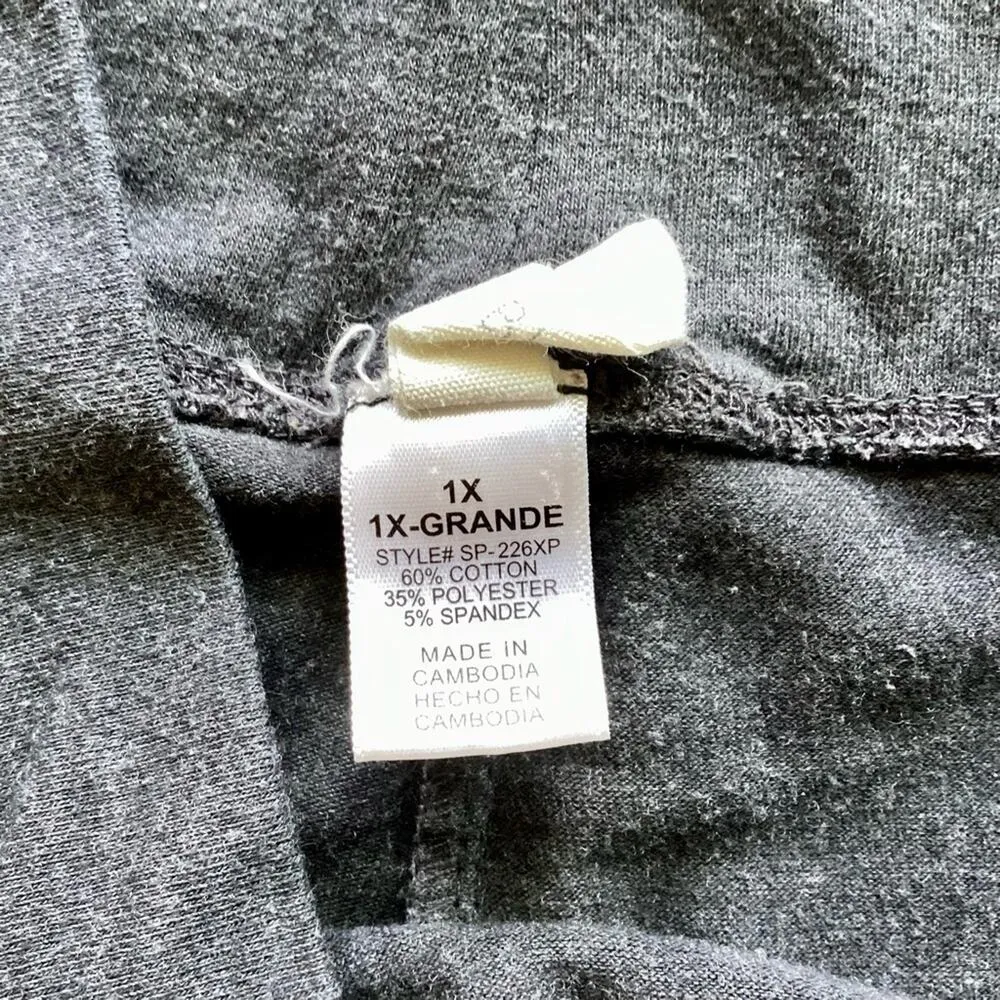 1X
1X-GRANDE
STYLE# SP-226XP
60% COTTON
35% POLYESTER
5% SPANDEX
MADE IN
CAMBODIA
HECHO EN
CAMBODIA